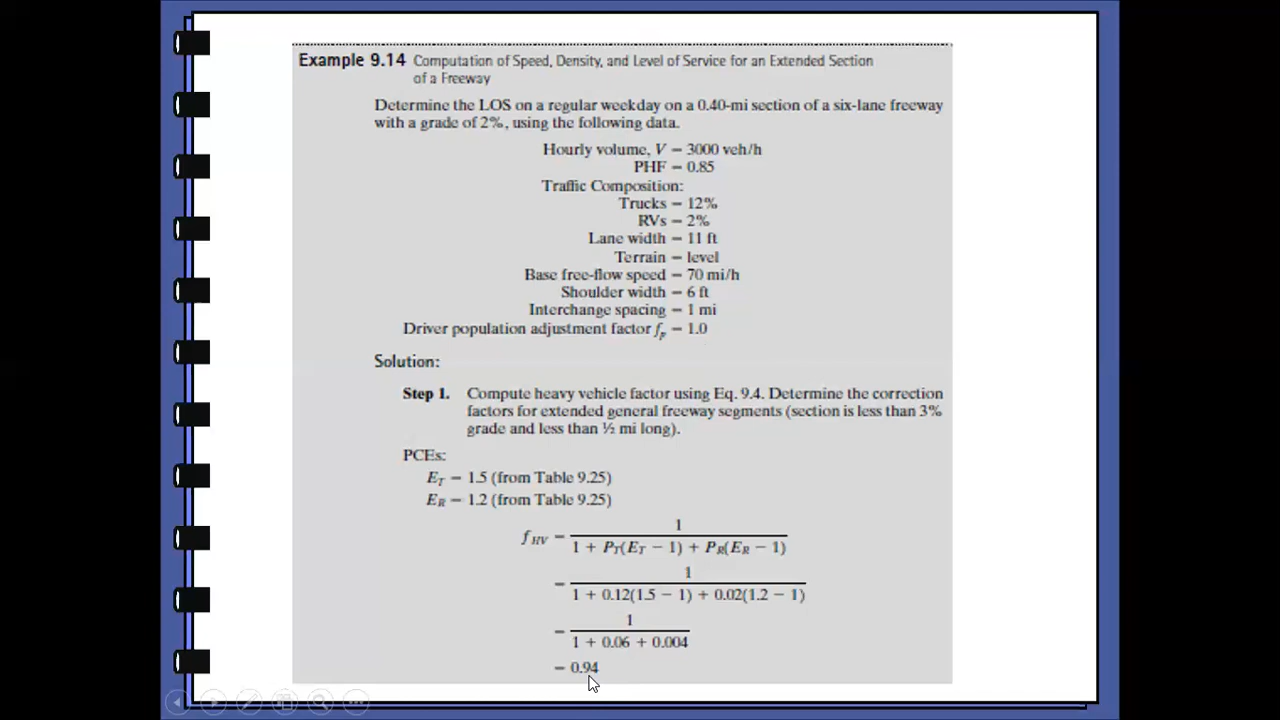 Example 9.14 Computation of Speed, Density, and Level of Service for an Extended Section
of a Freeway
Determine the LOS on a regular weekday on a 0.40-mi section of a six-lane freeway
with a grade of 2%, using the following data.
Hourly volume, V = 3000 veh/h
PHF = 0.85
Traffic Composition:
Trucks = 12%
RVs = 2%
Lane width = 11 ft
Terrain = level
Base free-flow speed = 70 mi/h
Shoulder width = 6 ft
Interchange spacing = 1 mi
Driver population adjustment factor fp = 1.0
Solution:
Step 1. Compute heavy vehicle factor using Eq. 9.4. Determine the correction
factors for extended general freeway segments (section is less than 3%
grade and less than ½ mi long).
PCEs:
ET = 1.5 (from Table 9.25)
ER = 1.2 (from Table 9.25)
1
fHV = 
1 + PT(ET − 1) + PR(ER − 1)
1
=
1 + 0.12(1.5 − 1) + 0.02(1.2 − 1)
1
=
1 + 0.06 + 0.004
= 0.94